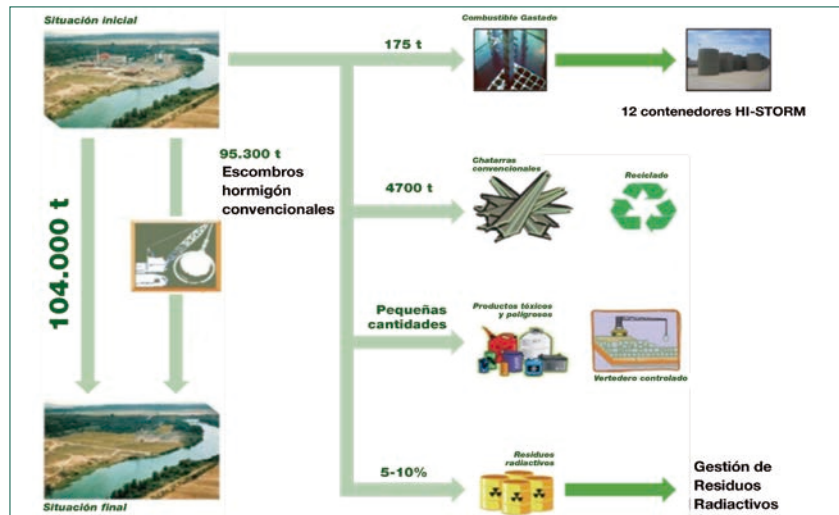 Situación inicial
175 t
Combustible Gastado
12 contenedores HI-STORM
104.000 t
95.300 t
Escombros
hormigón
convencionales
4700 t
Chatarras
convencionales
Reciclado
Pequeñas
cantidades
Productos tóxicos
y poligrosos
Vertedero controlado
5-10%
Residuos
radiactivos
Gestión de
Residuos
Radiactivos
Situación final